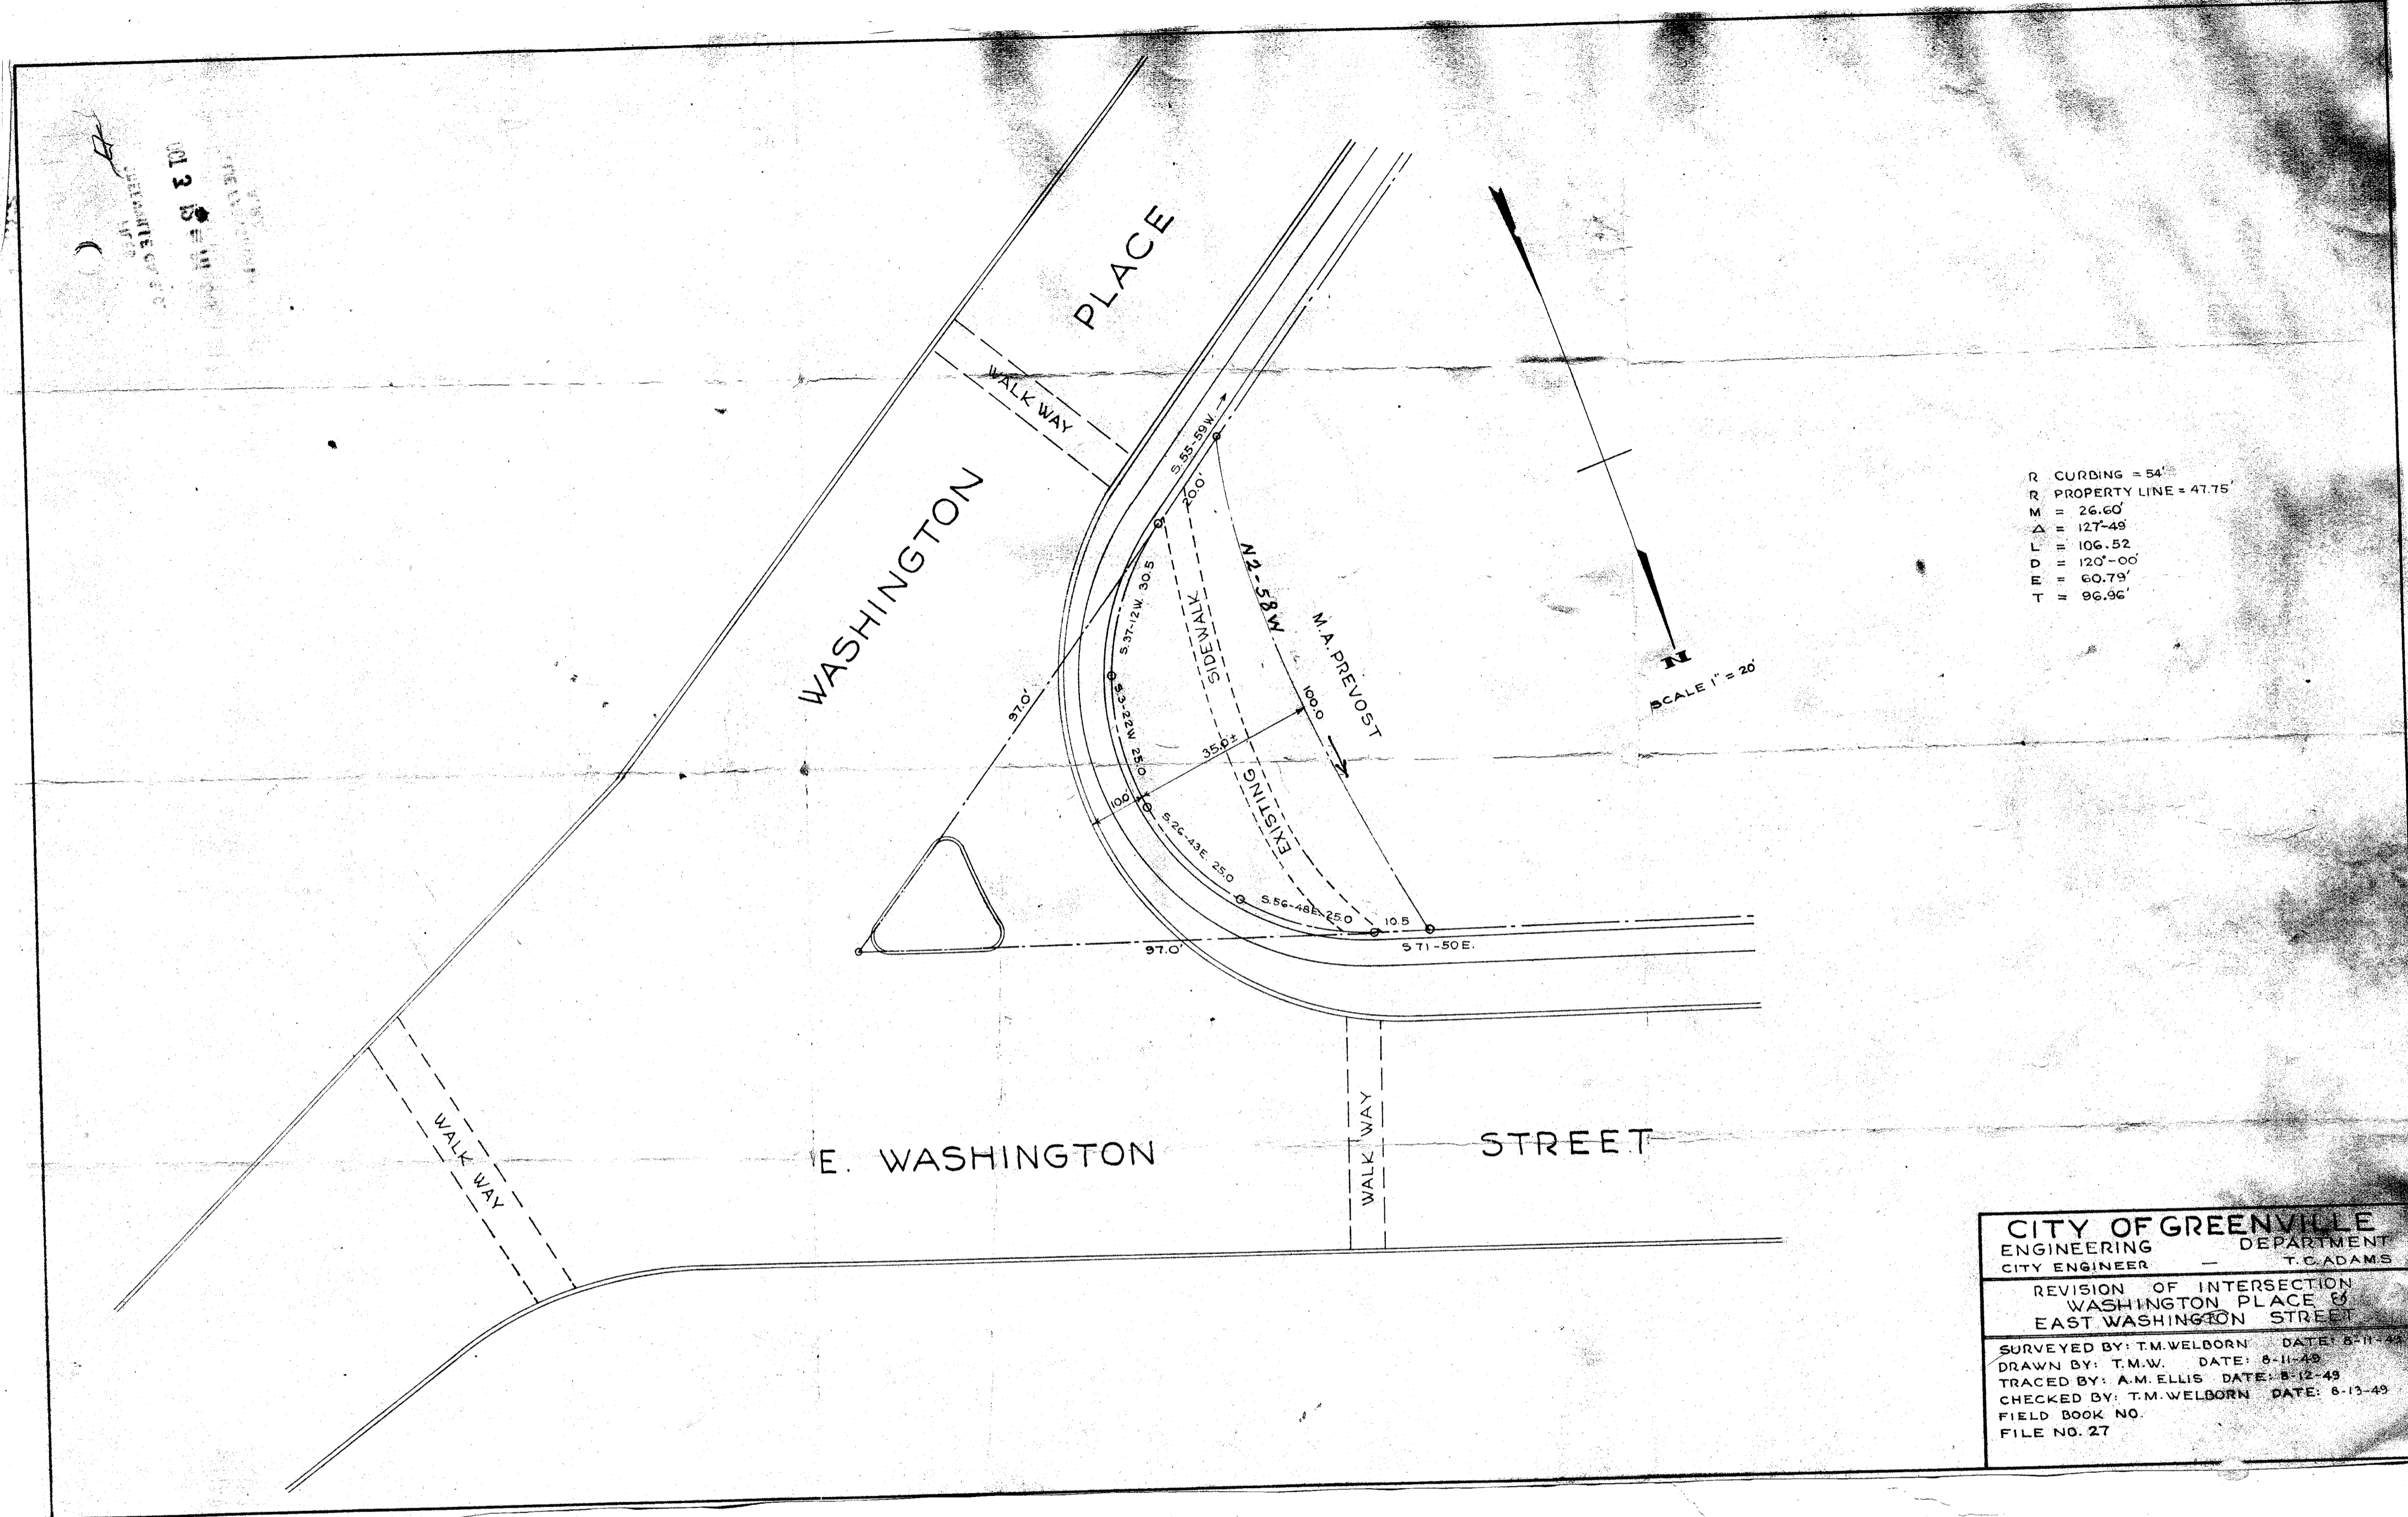 PLACE
WALK WAY
WASHINGTON
S.55-59W.
20.0'
S.37-12W. 30.5
SIDEWALK
N2-58W
M.A. PREVOST
97.0'
S-3-22W 25.0
100.0
35.0±
10.0'
EXISTING
S.26-43E. 25.0
S.56-48E. 25.0
10.5
S 71-50E.
97.0'
N
SCALE 1" = 20'
R CURBING = 54'
R PROPERTY LINE = 47.75'
M = 26.60'
Δ = 127°-49'
L = 106.52
D = 120°-00'
E = 60.79'
T = 96.96'
WALK WAY
E. WASHINGTON STREET
WALK WAY
CITY OF GREENVILLE
ENGINEERING DEPARTMENT
CITY ENGINEER — T.C. ADAMS
REVISION OF INTERSECTION
WASHINGTON PLACE &
EAST WASHINGTON STREET
SURVEYED BY: T.M. WELBORN DATE: 8-11-49
DRAWN BY: T.M.W. DATE: 8-11-49
TRACED BY: A.M. ELLIS DATE: 8-12-49
CHECKED BY: T.M. WELBORN DATE: 8-13-49
FIELD BOOK NO.
FILE NO. 27